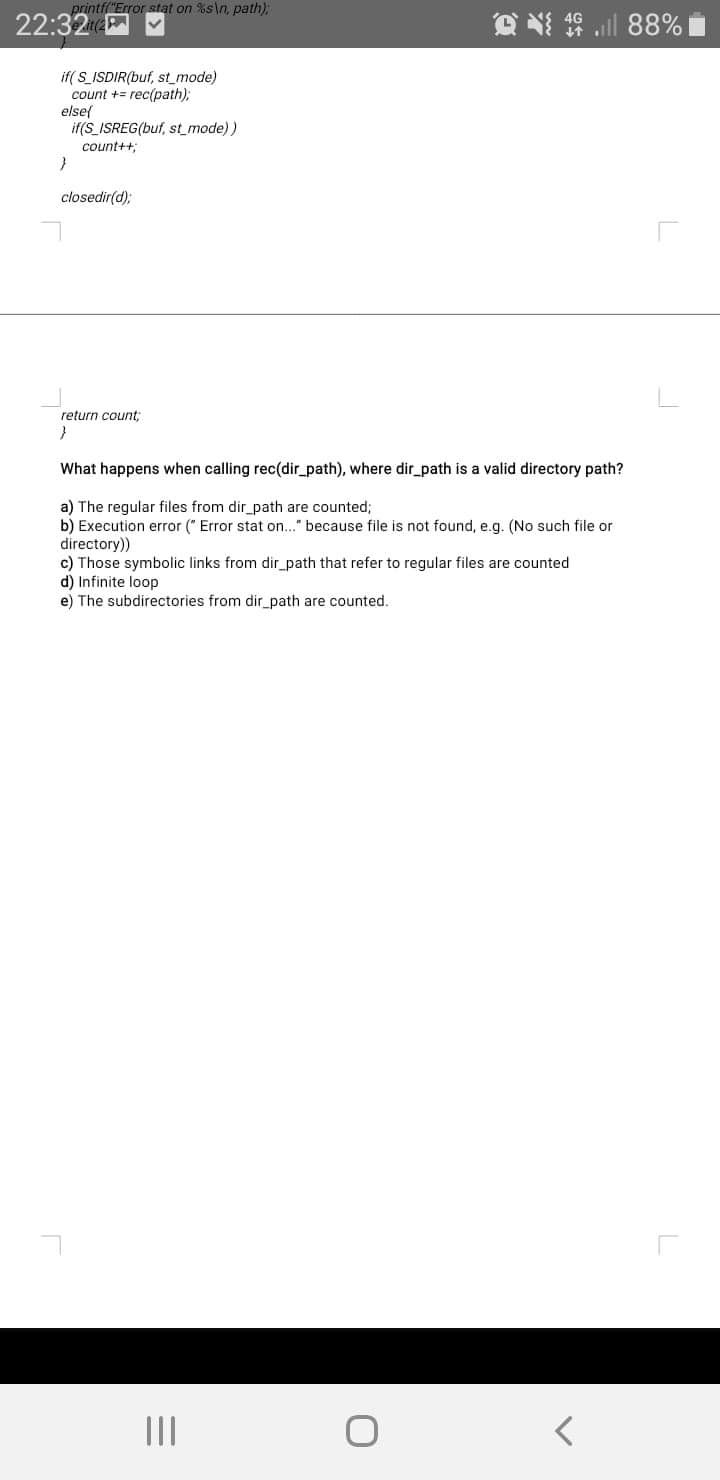 printf("Error stat on %s\n, path);
22:32
4G
88%
}
if( S_ISDIR(buf, st_mode)
count += rec(path);
else{
if(S_ISREG(buf, st_mode) )
count++;
}
closedir(d);
return count;
}
What happens when calling rec(dir_path), where dir_path is a valid directory path?
a) The regular files from dir_path are counted;
b) Execution error (" Error stat on..." because file is not found, e.g. (No such file or
directory))
c) Those symbolic links from dir_path that refer to regular files are counted
d) Infinite loop
e) The subdirectories from dir_path are counted.